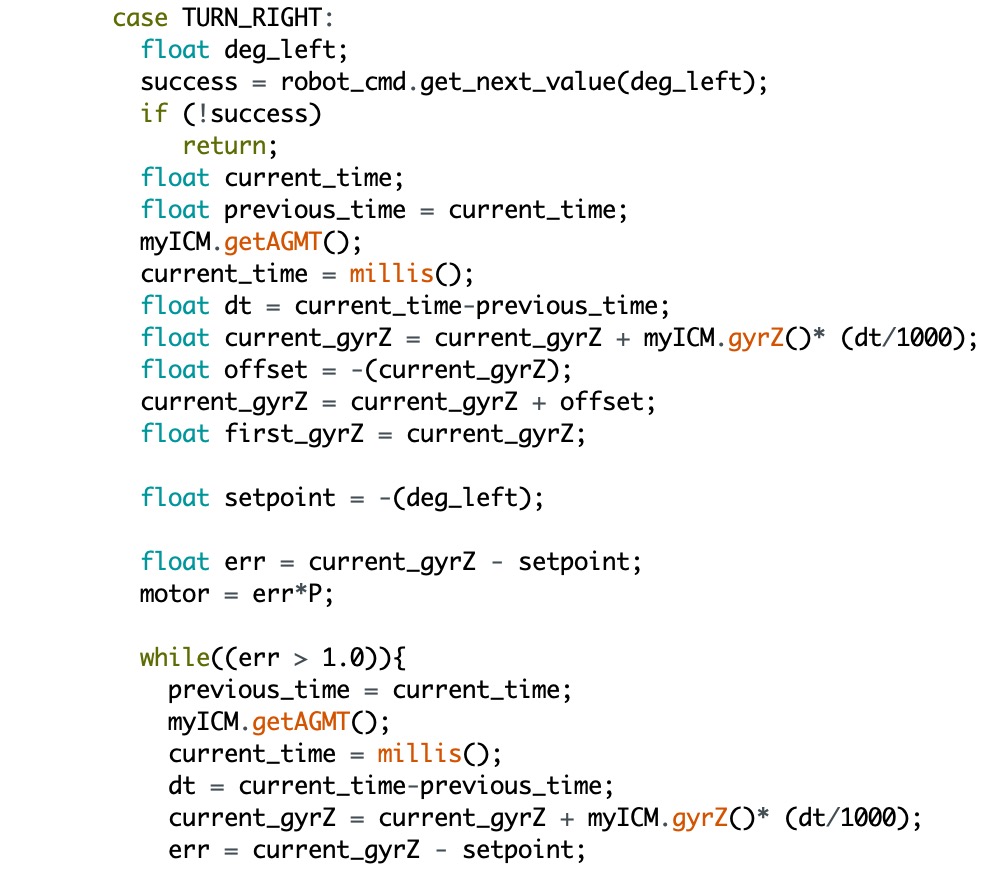 case TURN_RIGHT:
float deg_left;
success = robot_cmd.get_next_value(deg_left);
if (!success)
return;
float current_time;
float previous_time = current_time;
myICM.getAGMT();
current_time = millis();
float dt = current_time-previous_time;
float current_gyrZ = current_gyrZ + myICM.gyrZ()* (dt/1000);
float offset = -(current_gyrZ);
current_gyrZ = current_gyrZ + offset;
float first_gyrZ = current_gyrZ;
float setpoint = -(deg_left);
float err = current_gyrZ - setpoint;
motor = err*P;
while((err > 1.0)){
previous_time = current_time;
myICM.getAGMT();
current_time = millis();
dt = current_time-previous_time;
current_gyrZ = current_gyrZ + myICM.gyrZ()* (dt/1000);
err = current_gyrZ - setpoint;